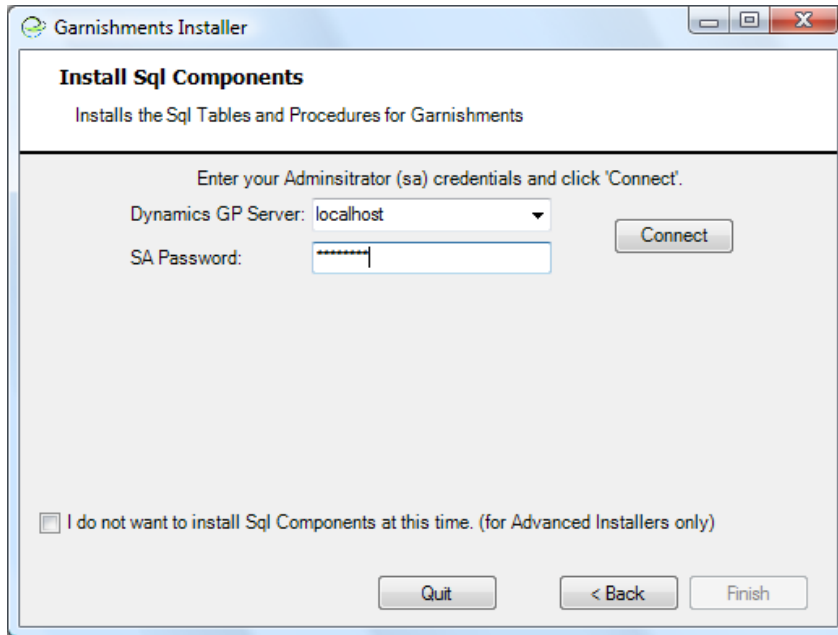 Garnishments Installer
Install Sql Components
Installs the Sql Tables and Procedures for Garnishments
Enter your Adminsitrator (sa) credentials and click 'Connect'.
Dynamics GP Server: localhost
Connect
SA Password: ********
I do not want to install Sql Components at this time. (for Advanced Installers only)
Quit < Back Finish